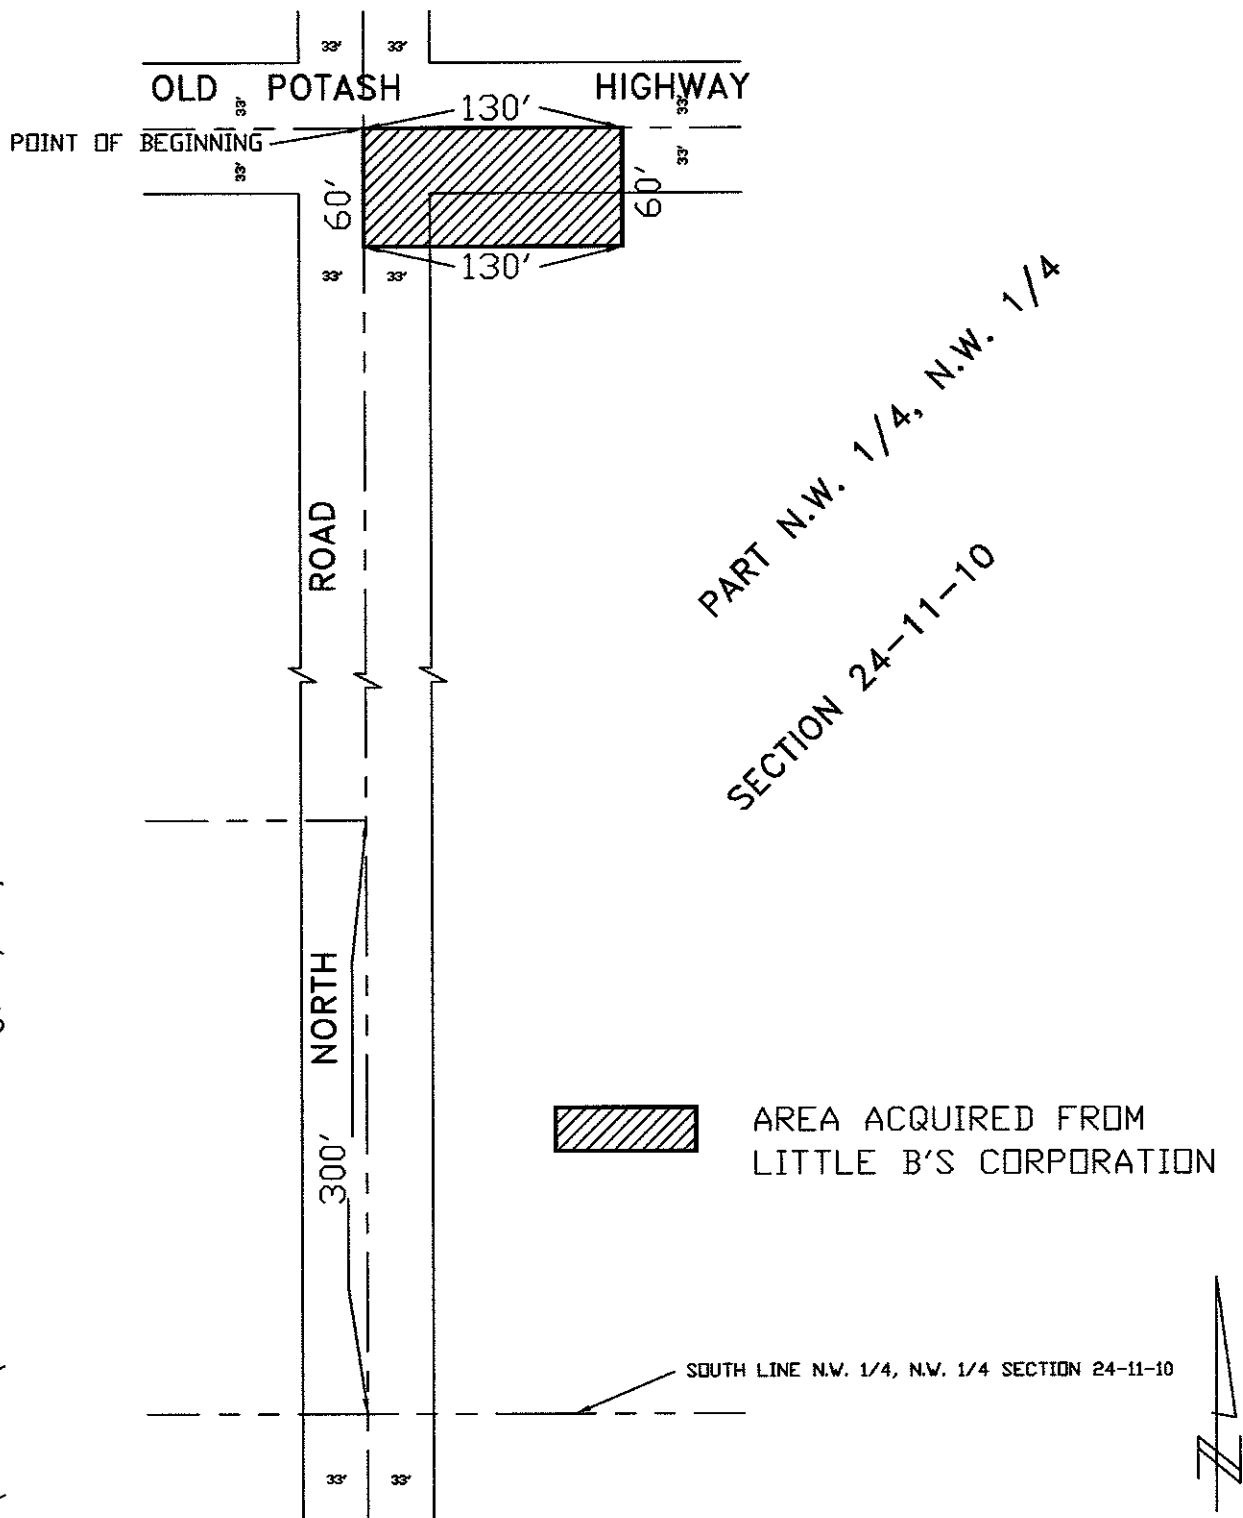 33' 33'
OLD POTASH HIGHWAY
33' 33'
130'
POINT OF BEGINNING
33' 33'
60' 60'
130'
33' 33'
PART N.W. 1/4, N.W. 1/4
SECTION 24-11-10
ROAD
NORTH
300'
AREA ACQUIRED FROM
LITTLE B'S CORPORATION
SOUTH LINE N.W. 1/4, N.W. 1/4 SECTION 24-11-10
33' 33'
N